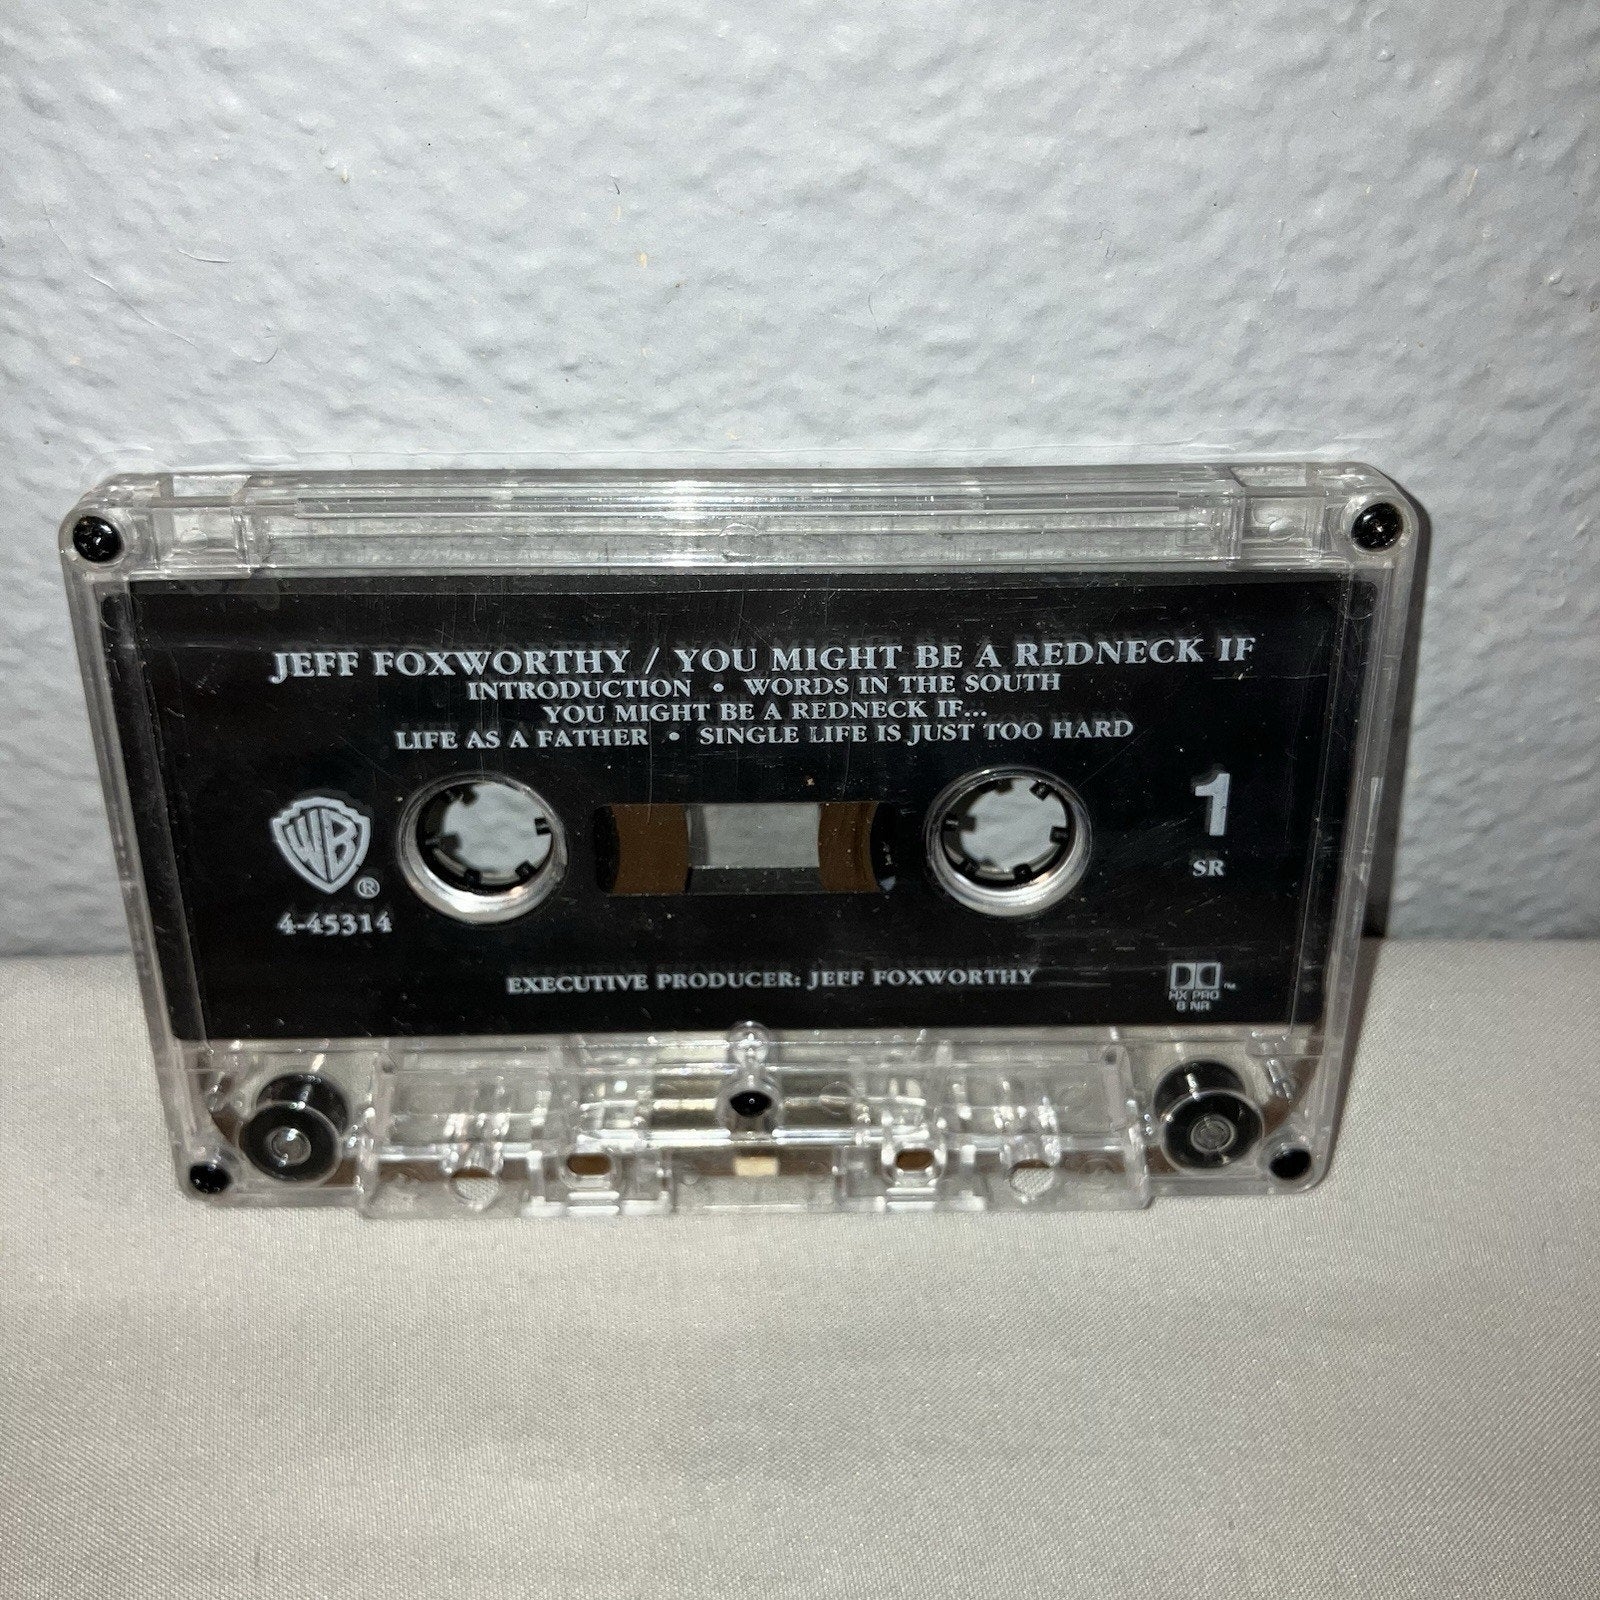 JEFF FOXWORTHY / YOU MIGHT BE A REDNECK IF
INTRODUCTION • WORDS IN THE SOUTH
YOU MIGHT BE A REDNECK IF...
LIFE AS A FATHER • SINGLE LIFE IS JUST TOO HARD
1
SR
WB
®
4-45314
EXECUTIVE PRODUCER: JEFF FOXWORTHY
™
HX PRO
B NR